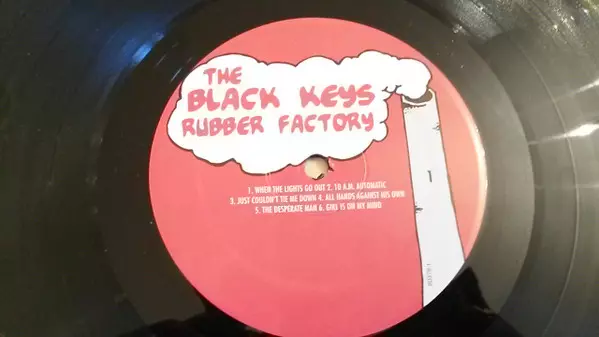 THE
BLACK KEYS
RUBBER FACTORY
1. WHEN THE LIGHTS GO OUT 2. 10 A.M. AUTOMATIC
3. JUST COULDN'T TIE ME DOWN 4. ALL HANDS AGAINST HIS OWN
5. THE DESPERATE MAN 6. GIRL IS ON MY MIND
1